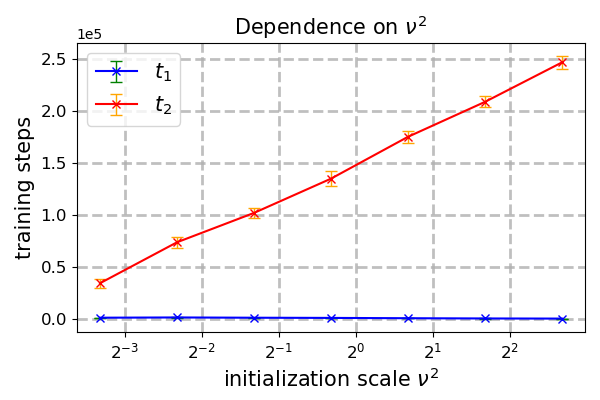 Dependence on ν²
1e5
t₁
t₂
2.5
2.0
1.5
1.0
0.5
0.0
training steps
2⁻³ 2⁻² 2⁻¹ 2⁰ 2¹ 2²
initialization scale ν²